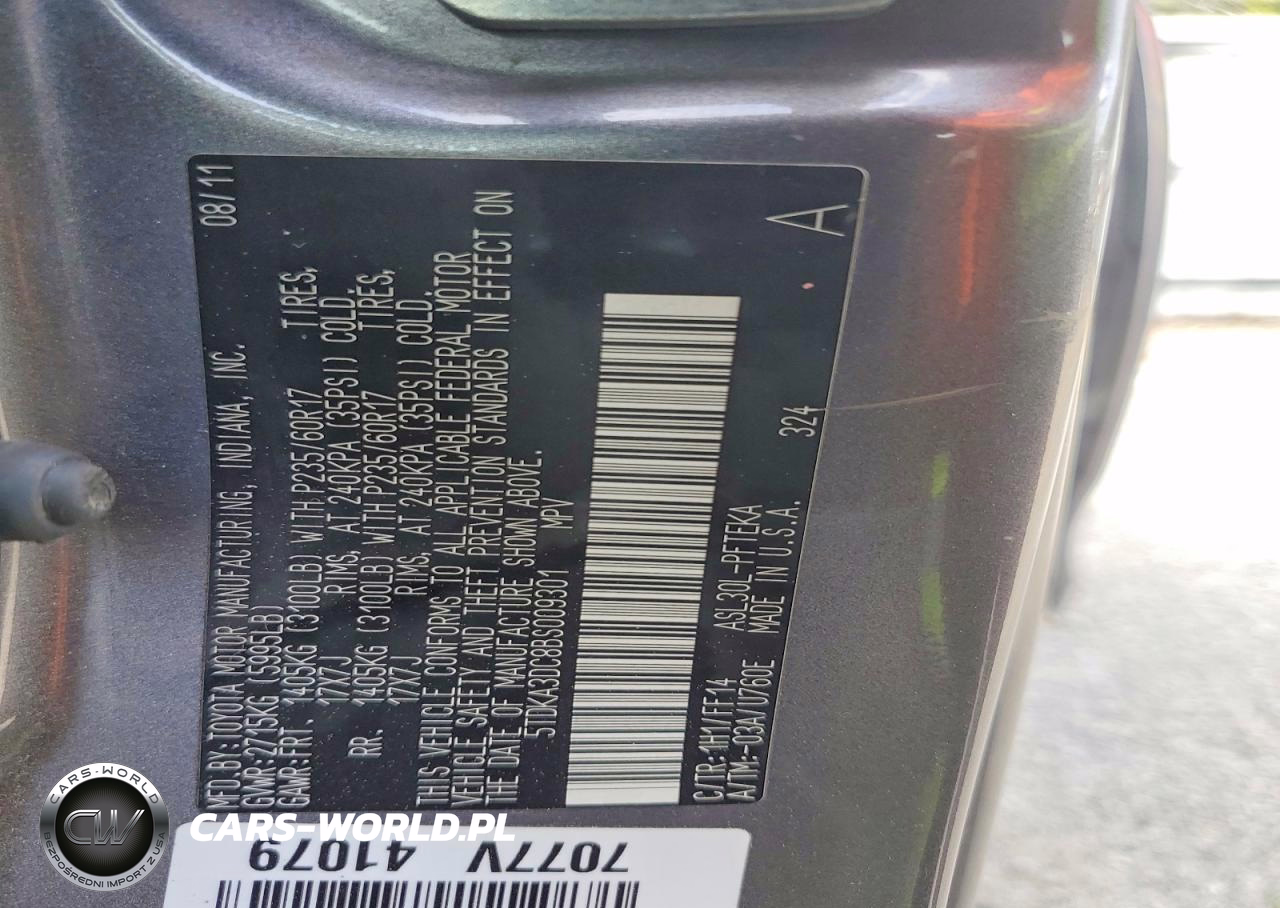 MFD.BY:TOYOTA MOTOR MANUFACTURING, INDIANA, INC. 08/11
GVWR:2715KG (5995LB)
GAWR:FRT. 1405KG (3100LB) WITH P235/60R17 TIRES,
17X7J RIMS, AT 240KPA (35PSI) COLD.
RR. 1405KG (3100LB) WITH P235/60R17 TIRES,
17X7J RIMS, AT 240KPA (35PSI) COLD.
THIS VEHICLE CONFORMS TO ALL APPLICABLE FEDERAL MOTOR
VEHICLE SAFETY, AND THEFT PREVENTION STANDARDS IN EFFECT ON
THE DATE OF MANUFACTURE SHOWN ABOVE.
5TDKA3DC8BS009301 MPV
C/TR:1H1/FF14 ASL30L-PFTEKA A
A/TM:-03A/U760E MADE IN U.S.A. 324
7077V
41079
CARS-WORLD.PL
CARS-WORLD
CW
BEZPOŚREDNI IMPORT Z USA